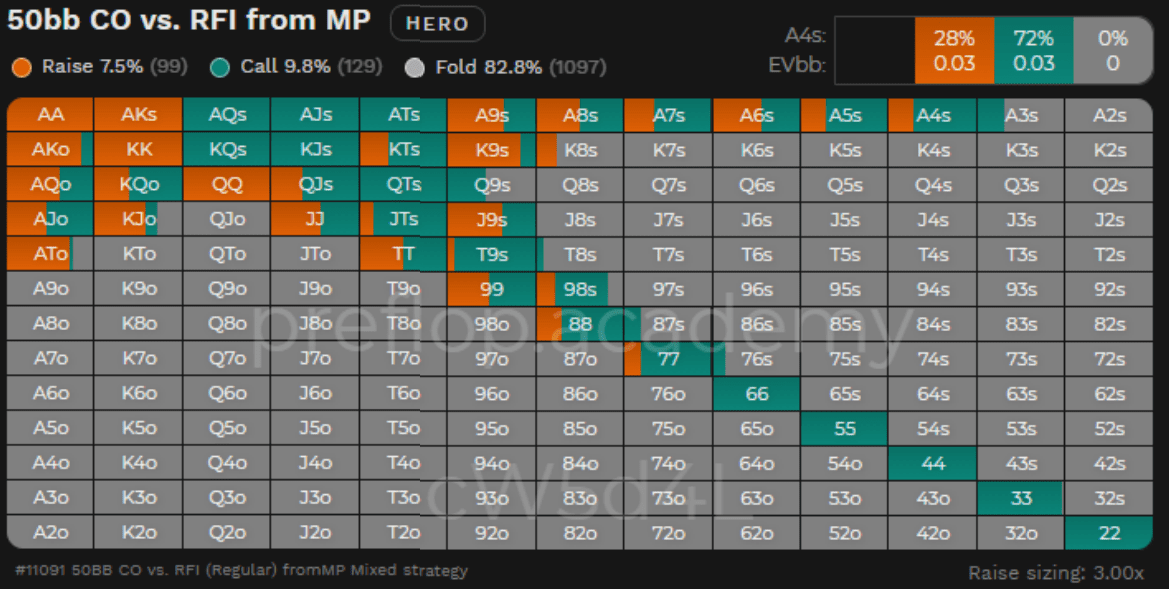 50bb CO vs. RFI from MP HERO
A4s: 28% 72% 0%
Raise 7.5% (99) Call 9.8% (129) Fold 82.8% (1097)
EVbb: 0.03 0.03 0
AA AKs AQs AJs ATs A9s A8s A7s A6s A5s A4s A3s A2s
AKo KK KQs KJs KTs K9s K8s K7s K6s K5s K4s K3s K2s
AQo KQo QQ QJs QTs Q9s Q8s Q7s Q6s Q5s Q4s Q3s Q2s
AJo KJo QJo JJ JTs J9s J8s J7s J6s J5s J4s J3s J2s
ATo KTo QTo JTo TT T9s T8s T7s T6s T5s T4s T3s T2s
A9o K9o Q9o J9o T9o 99 98s 97s 96s 95s 94s 93s 92s
A8o K8o Q8o J8o T8o 98o 88 87s 86s 85s 84s 83s 82s
preflop.academy
A7o K7o Q7o J7o T7o 97o 87o 77 76s 75s 74s 73s 72s
A6o K6o Q6o J6o T6o 96o 86o 76o 66 65s 64s 63s 62s
A5o K5o Q5o J5o T5o 95o 85o 75o 65o 55 54s 53s 52s
A4o K4o Q4o J4o T4o 94o 84o 74o 64o 54o 44 43s 42s
cW5d4L
A3o K3o Q3o J3o T3o 93o 83o 73o 63o 53o 43o 33 32s
A2o K2o Q2o J2o T2o 92o 82o 72o 62o 52o 42o 32o 22
#11091 50BB CO vs. RFI (Regular) fromMP Mixed strategy
Raise sizing: 3.00x